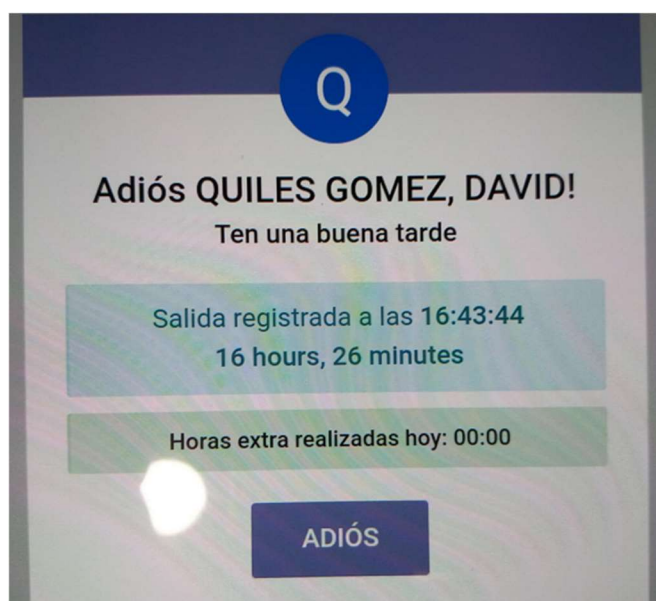 Q
Adiós QUILES GOMEZ, DAVID!
Ten una buena tarde
Salida registrada a las 16:43:44
16 hours, 26 minutes
Horas extra realizadas hoy: 00:00
ADIÓS